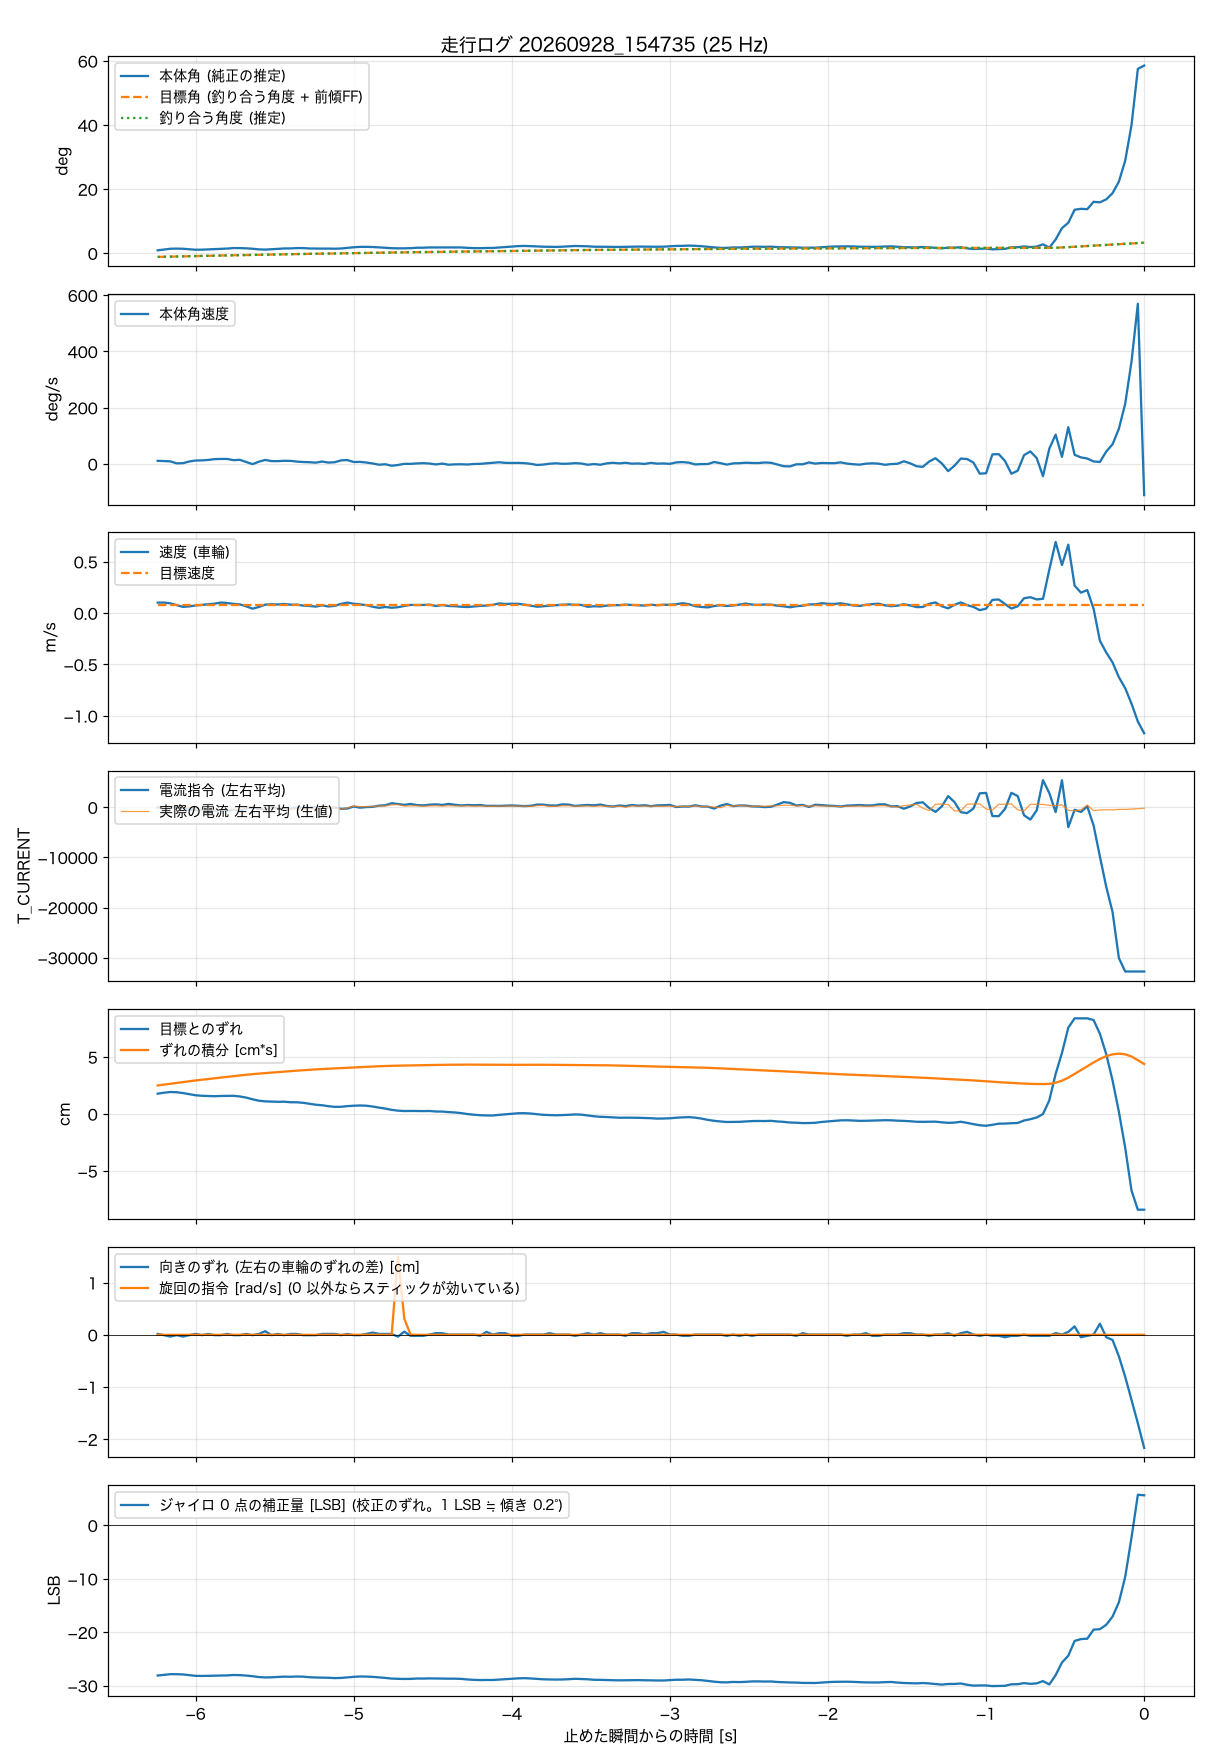 走行ログ 20260928_154735 (25 Hz)
60
40
20
0
deg
本体角 (純正の推定)
目標角 (釣り合う角度 + 前傾FF)
釣り合う角度 (推定)
600
400
200
0
deg/s
本体角速度
0.5
0.0
−0.5
−1.0
m/s
速度 (車輪)
目標速度
0
−10000
−20000
−30000
T_CURRENT
電流指令 (左右平均)
実際の電流 左右平均 (生値)
5
0
−5
cm
目標とのずれ
ずれの積分 [cm*s]
1
0
−1
−2
向きのずれ (左右の車輪のずれの差) [cm]
旋回の指令 [rad/s] (0 以外ならスティックが効いている)
0
−10
−20
−30
LSB
ジャイロ 0 点の補正量 [LSB] (校正のずれ。1 LSB ≒ 傾き 0.2°)
−6 −5 −4 −3 −2 −1 0
止めた瞬間からの時間 [s]